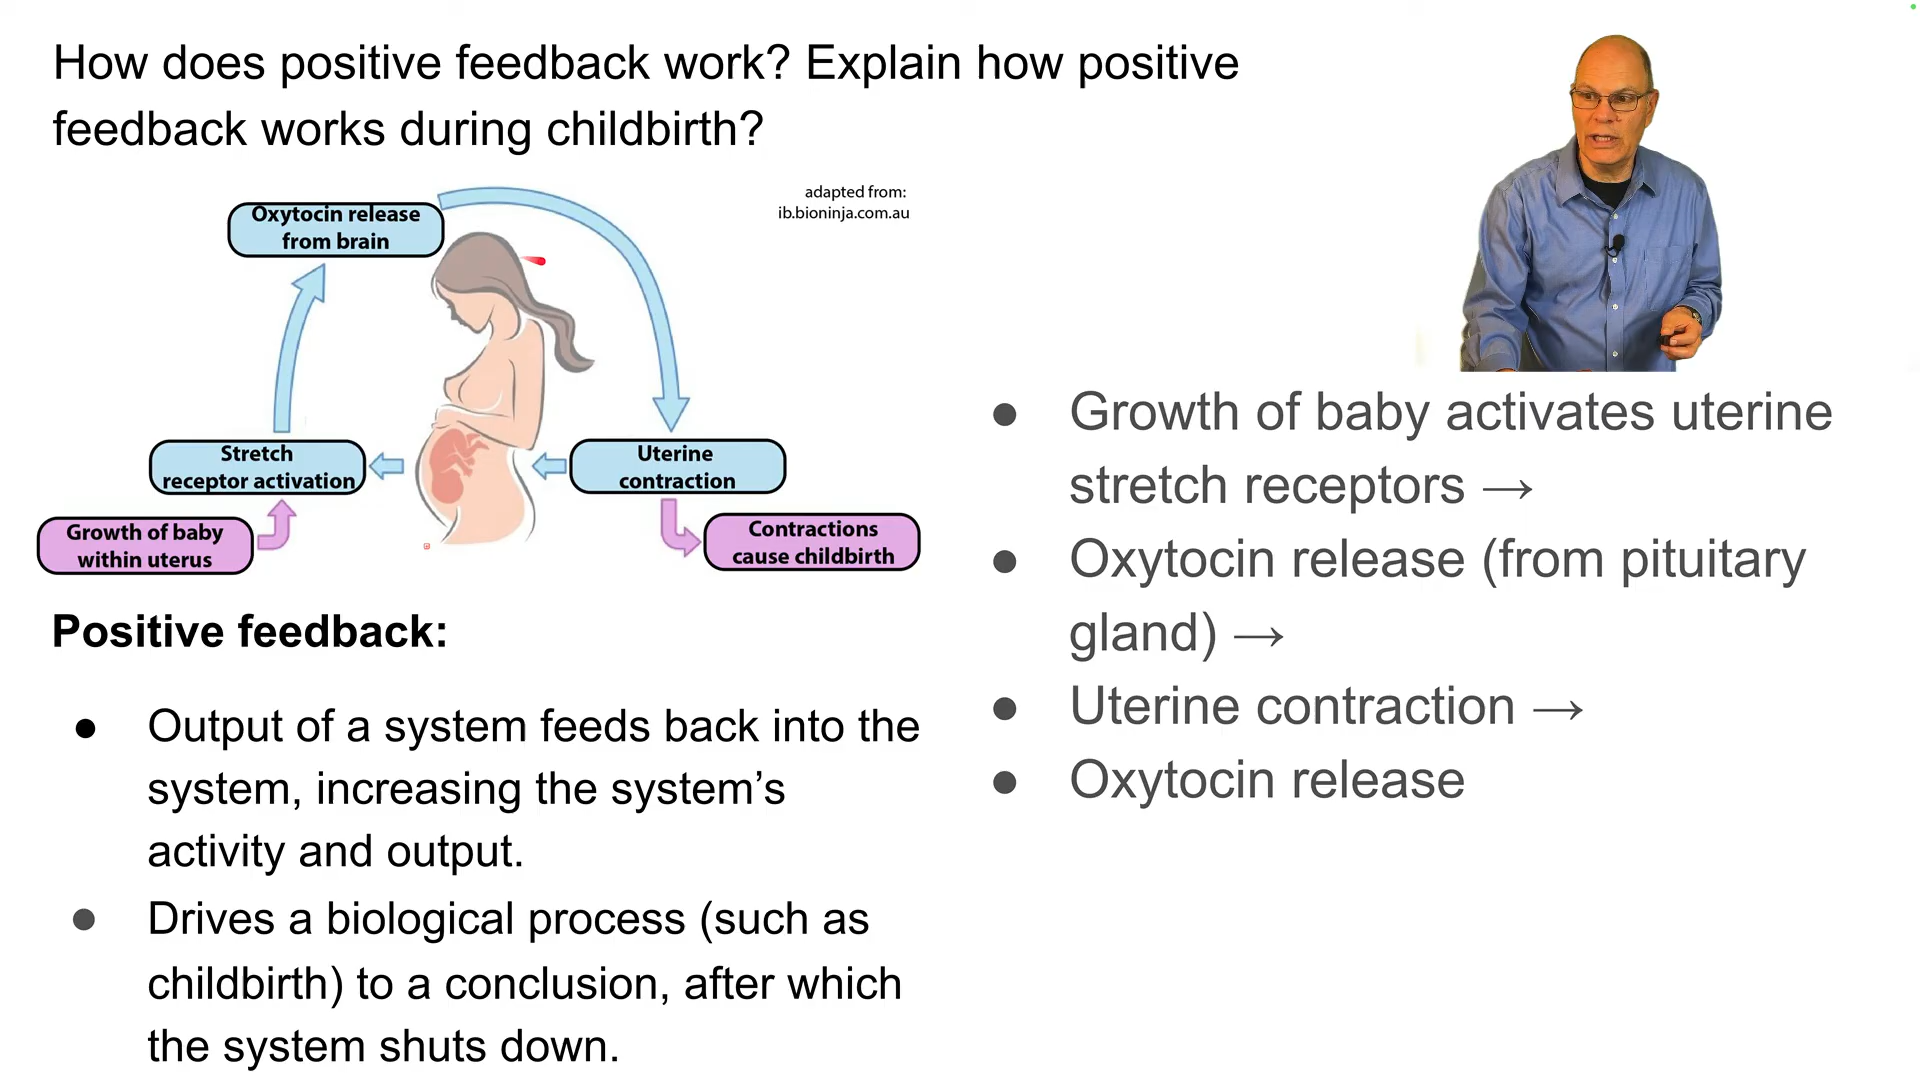 How does positive feedback work? Explain how positive
feedback works during childbirth?
adapted from:
ib.bioninja.com.au
Oxytocin release
from brain
Stretch
receptor activation
Uterine
contraction
Growth of baby
within uterus
Contractions
cause childbirth
Positive feedback:
● Output of a system feeds back into the
system, increasing the system’s
activity and output.
● Drives a biological process (such as
childbirth) to a conclusion, after which
the system shuts down.
● Growth of baby activates uterine
stretch receptors →
● Oxytocin release (from pituitary
gland) →
● Uterine contraction →
● Oxytocin release